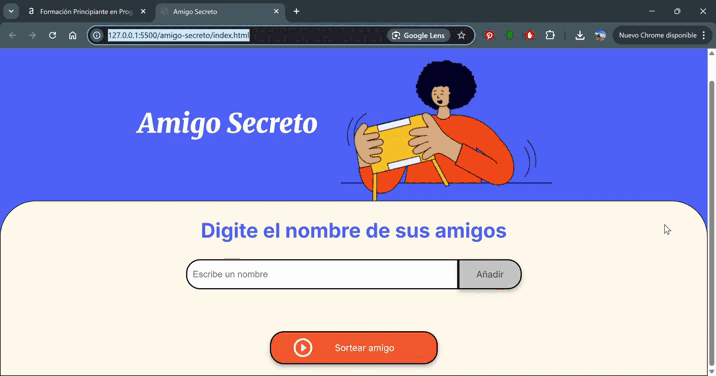 Formación Principiante en Prog
Amigo Secreto
127.0.0.1:5500/amigo-secreto/index.html
Google Lens
Nuevo Chrome disponible
Amigo Secreto
Digite el nombre de sus amigos
Escribe un nombre
Añadir
Sortear amigo